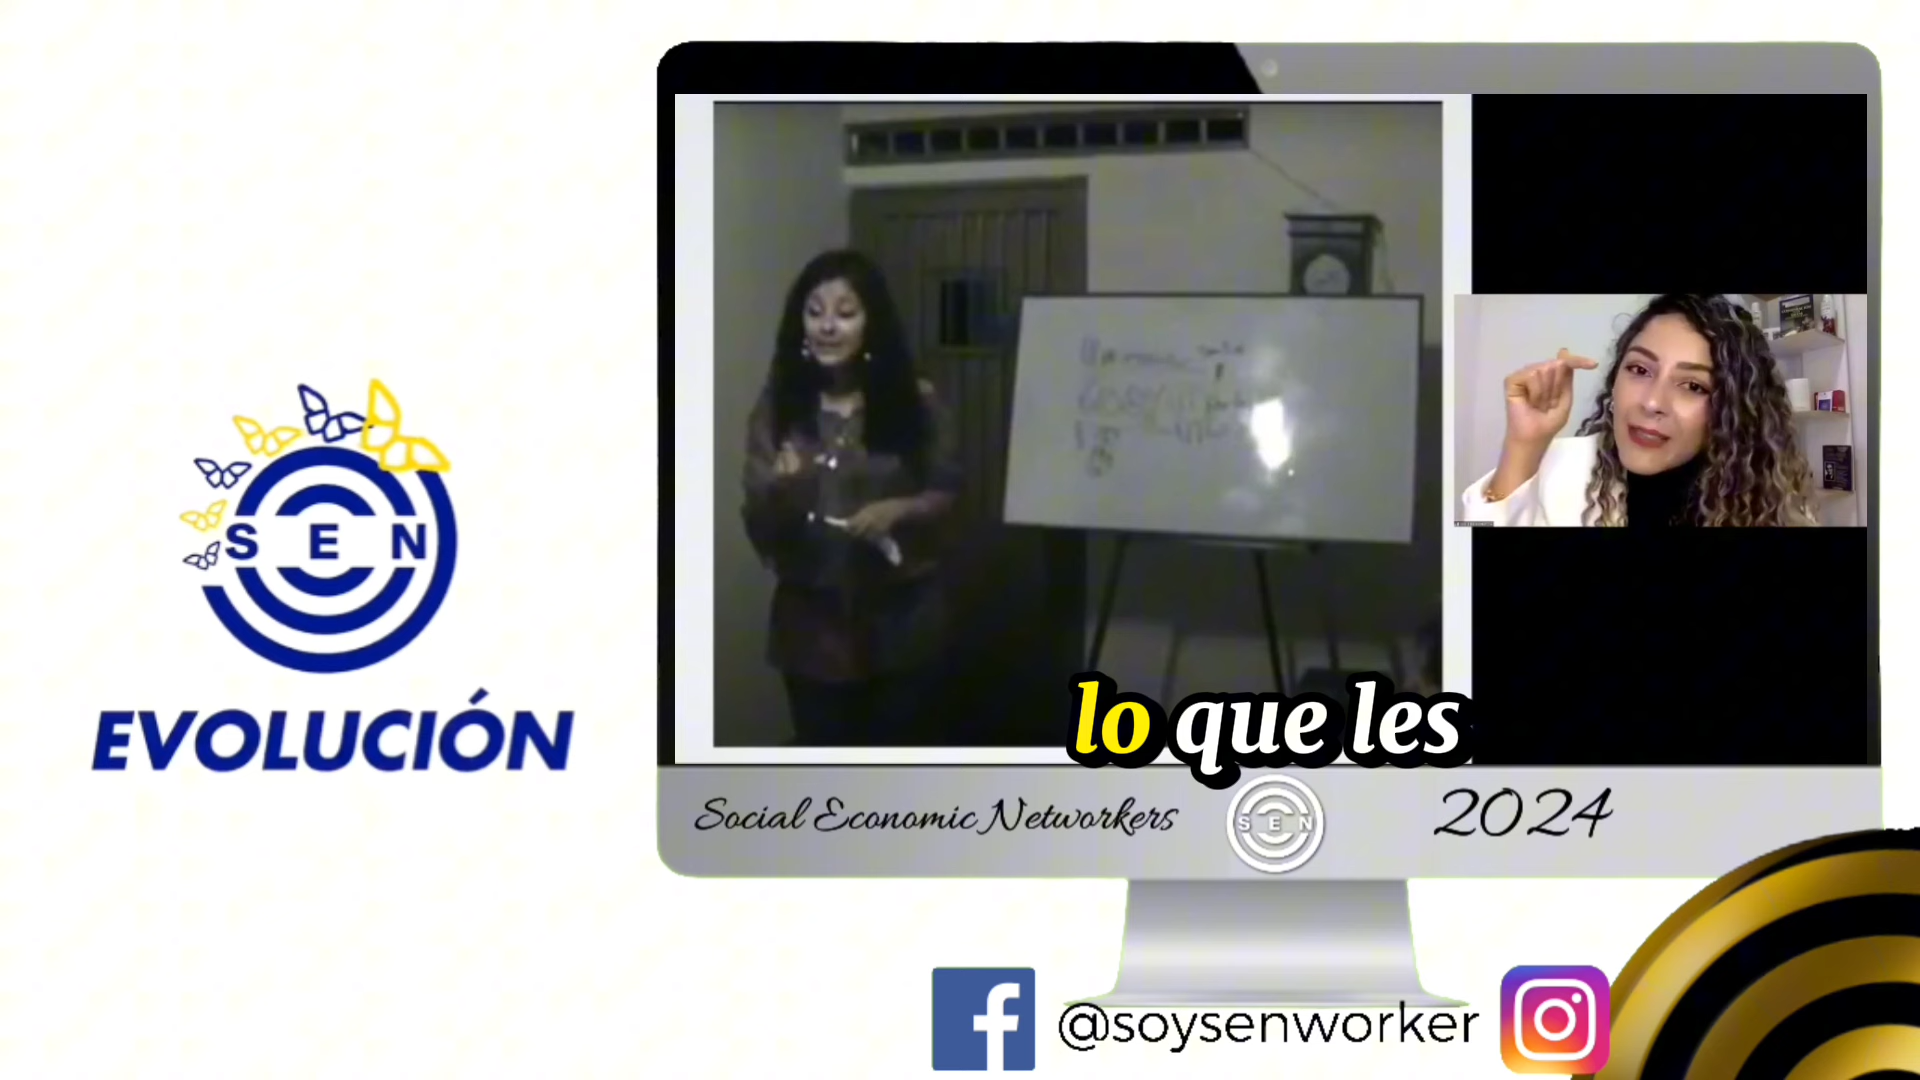 S E N
EVOLUCIÓN
lo que les
Social Economic Networkers
S E N
2024
@soysenworker